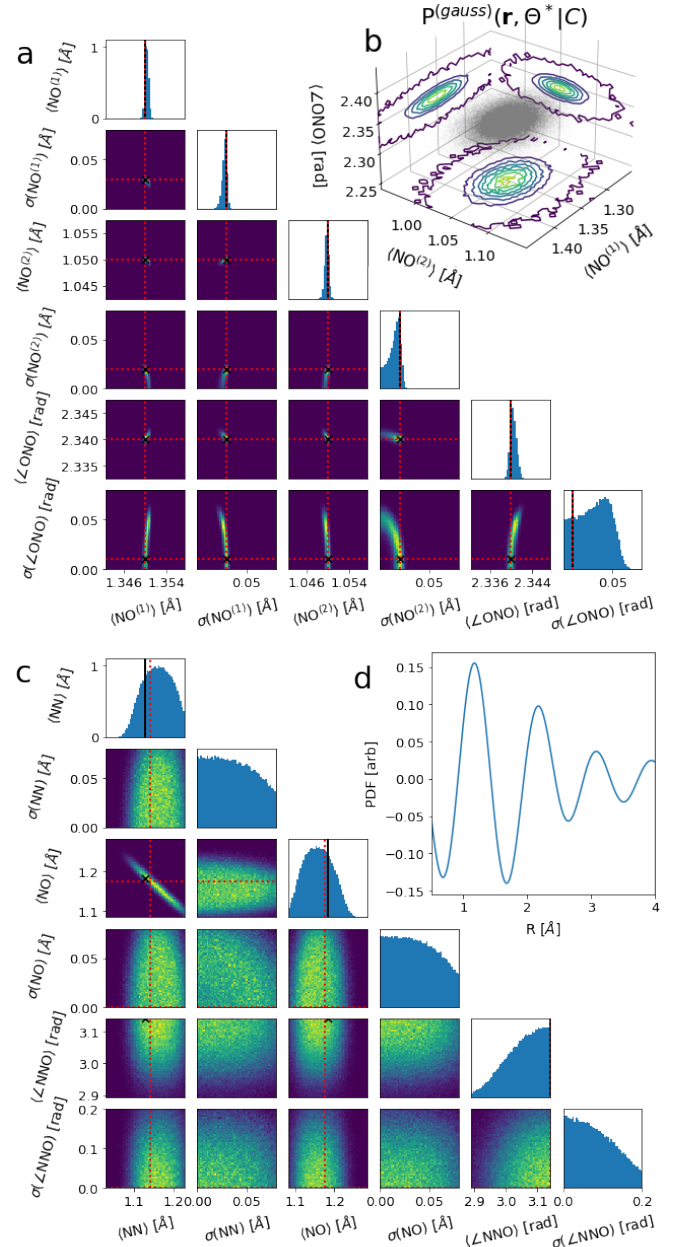 a
b
P(gauss)(r, Θ*|C)
⟨NO(1)⟩ [Å]
1
0
σ(NO(1)) [Å]
0.05
0.00
⟨NO(2)⟩ [Å]
1.055
1.050
1.045
σ(NO(2)) [Å]
0.05
0.00
⟨∠ONO⟩ [rad]
2.345
2.340
2.335
σ(∠ONO) [rad]
0.05
0.00
1.346 1.354
0.05
1.046 1.054
0.05
2.336 2.344
0.05
⟨NO(1)⟩ [Å]
σ(NO(1)) [Å]
⟨NO(2)⟩ [Å]
σ(NO(2)) [Å]
⟨∠ONO⟩ [rad]
σ(∠ONO) [rad]
⟨ONO∠⟩ [rad]
2.40
2.35
2.30
2.25
1.00
1.05
1.10
⟨NO(2)⟩ [Å]
1.40
1.35
1.30
⟨NO(1)⟩ [Å]
c
d
⟨NN⟩ [Å]
1
0
σ(NN) [Å]
0.05
0.00
⟨NO⟩ [Å]
1.2
1.1
σ(NO) [Å]
0.05
0.00
⟨∠NNO⟩ [rad]
3.1
3.0
2.9
σ(∠NNO) [rad]
0.2
0.1
0.0
1.1 1.20
0.00 0.05
1.1 1.2
0.00 0.05
2.9 3.0 3.1
0.0 0.2
⟨NN⟩ [Å]
σ(NN) [Å]
⟨NO⟩ [Å]
σ(NO) [Å]
⟨∠NNO⟩ [rad]
σ(∠NNO) [rad]
PDF [arb]
0.15
0.10
0.05
0.00
−0.05
−0.10
−0.15
1 2 3 4
R [Å]